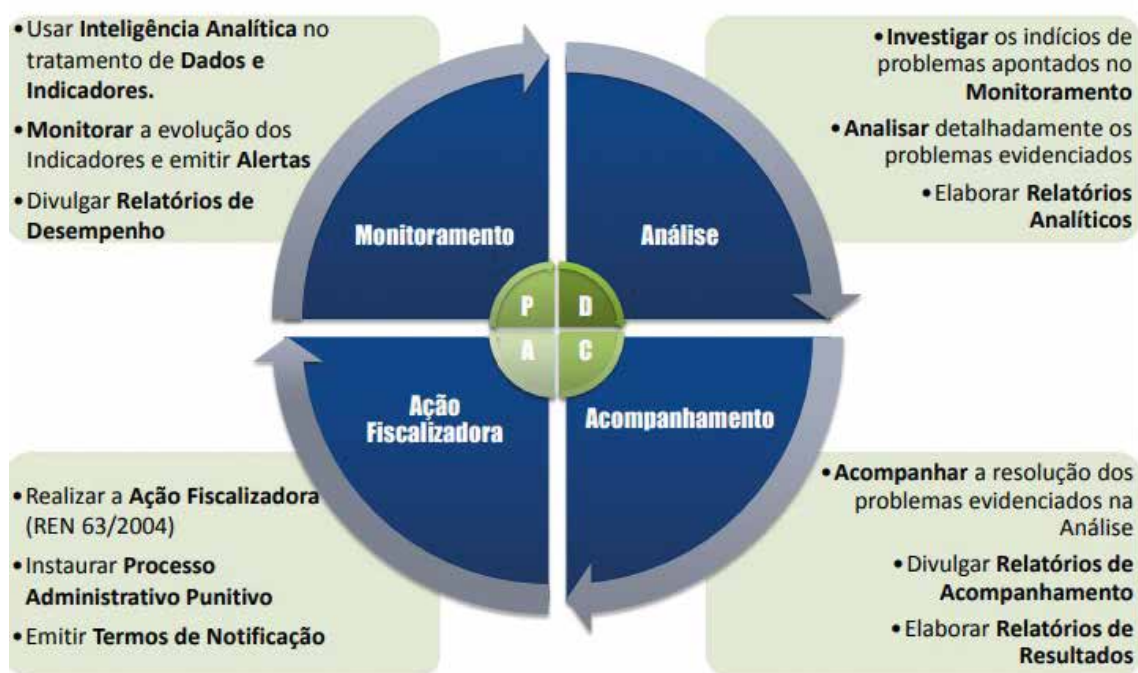 •Usar Inteligência Analítica no
tratamento de Dados e
Indicadores.
•Monitorar a evolução dos
Indicadores e emitir Alertas
•Divulgar Relatórios de
Desempenho
•Investigar os indícios de
problemas apontados no
Monitoramento
•Analisar detalhadamente os
problemas evidenciados
•Elaborar Relatórios
Analíticos
Monitoramento
Análise
P
D
A
C
Ação
Fiscalizadora
Acompanhamento
•Realizar a Ação Fiscalizadora
(REN 63/2004)
•Instaurar Processo
Administrativo Punitivo
•Emitir Termos de Notificação
•Acompanhar a resolução dos
problemas evidenciados na
Análise
•Divulgar Relatórios de
Acompanhamento
•Elaborar Relatórios de
Resultados